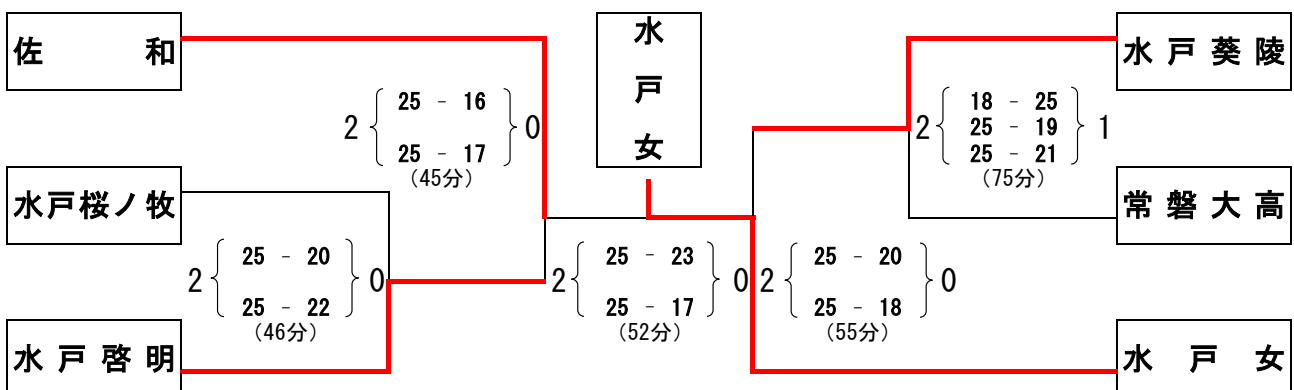 佐和
水戸女
水戸葵陵
2 25 - 16 0
25 - 17
(45分)
2 18 - 25 1
25 - 19
25 - 21
(75分)
水戸桜ノ牧
常磐大高
2 25 - 20 0
25 - 22
(46分)
2 25 - 23 0
25 - 17
(52分)
2 25 - 20 0
25 - 18
(55分)
水戸啓明
水戸女